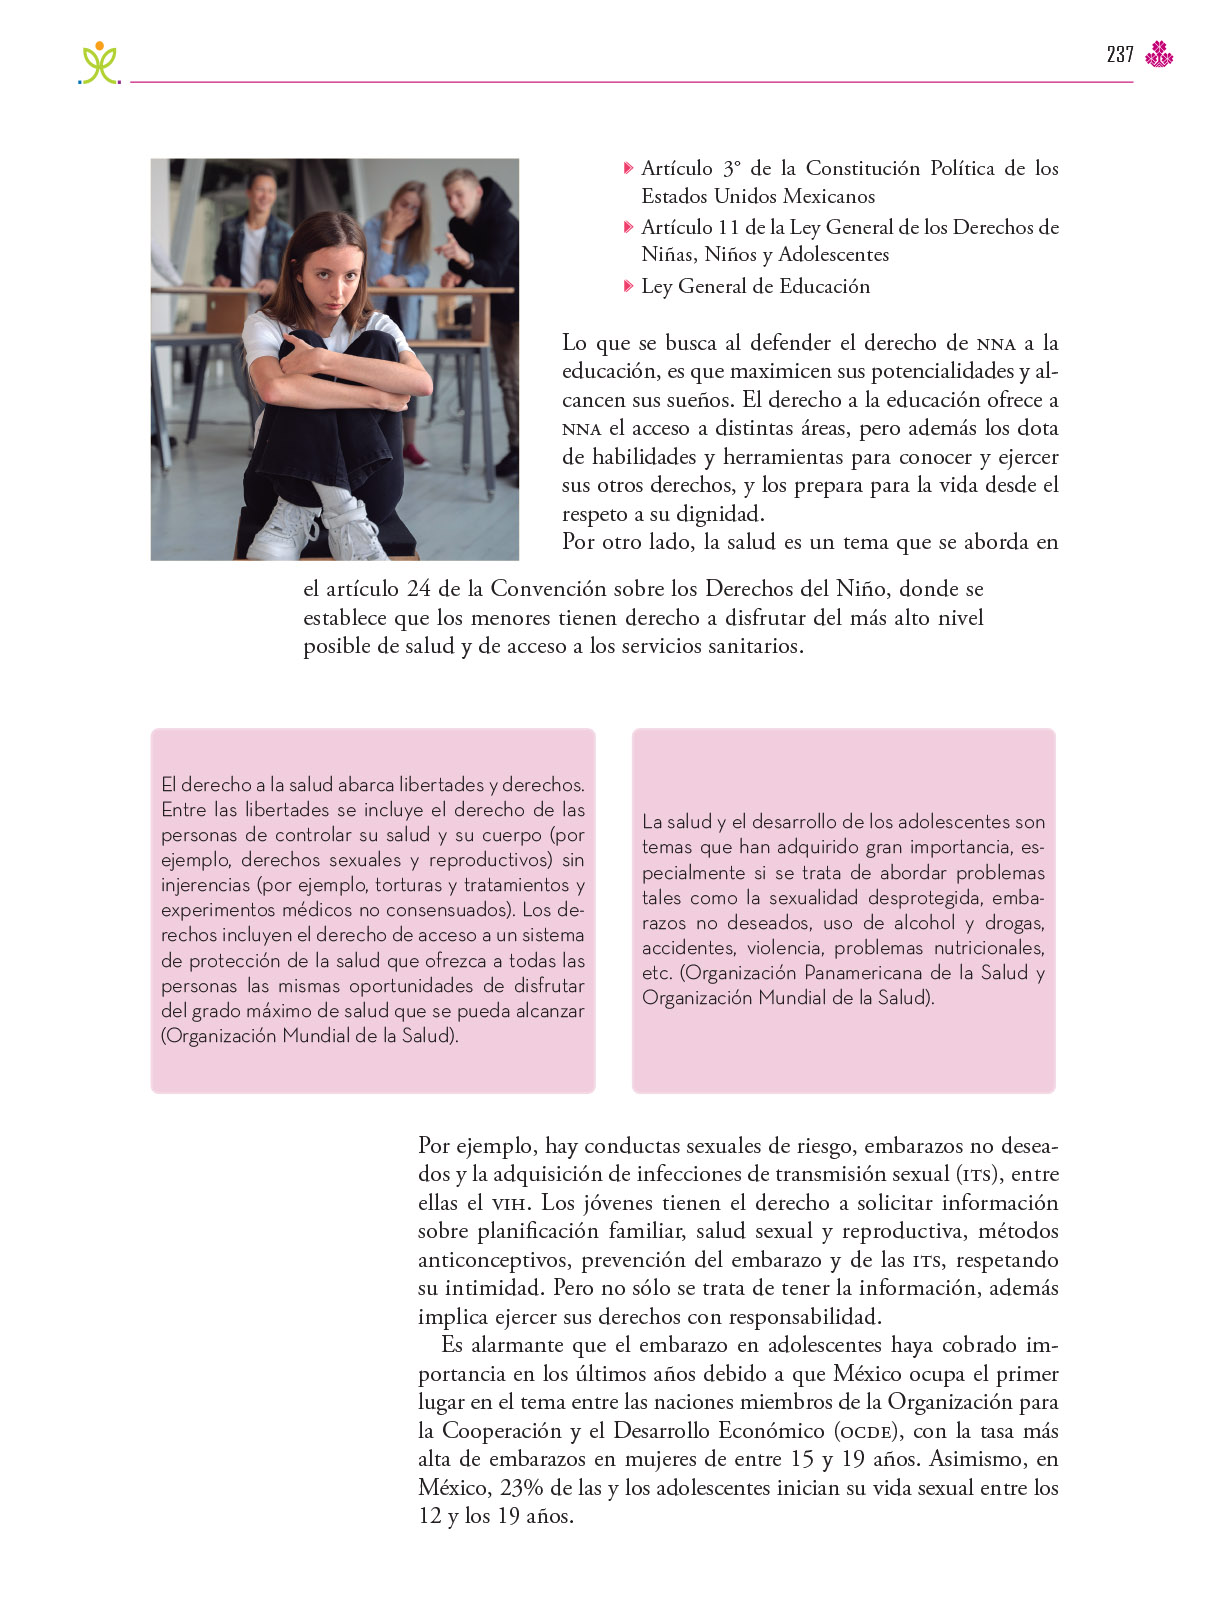 237
Artículo 3° de la Constitución Política de los
Estados Unidos Mexicanos
Artículo 11 de la Ley General de los Derechos de
Niñas, Niños y Adolescentes
Ley General de Educación
Lo que se busca al defender el derecho de NNA a la
educación, es que maximicen sus potencialidades y al-
cancen sus sueños. El derecho a la educación ofrece a
NNA el acceso a distintas áreas, pero además los dota
de habilidades y herramientas para conocer y ejercer
sus otros derechos, y los prepara para la vida desde el
respeto a su dignidad.
Por otro lado, la salud es un tema que se aborda en
el artículo 24 de la Convención sobre los Derechos del Niño, donde se
establece que los menores tienen derecho a disfrutar del más alto nivel
posible de salud y de acceso a los servicios sanitarios.
El derecho a la salud abarca libertades y derechos.
Entre las libertades se incluye el derecho de las
personas de controlar su salud y su cuerpo (por
ejemplo, derechos sexuales y reproductivos) sin
injerencias (por ejemplo, torturas y tratamientos y
experimentos médicos no consensuados). Los de-
rechos incluyen el derecho de acceso a un sistema
de protección de la salud que ofrezca a todas las
personas las mismas oportunidades de disfrutar
del grado máximo de salud que se pueda alcanzar
(Organización Mundial de la Salud).
La salud y el desarrollo de los adolescentes son
temas que han adquirido gran importancia, es-
pecialmente si se trata de abordar problemas
tales como la sexualidad desprotegida, emba-
razos no deseados, uso de alcohol y drogas,
accidentes, violencia, problemas nutricionales,
etc. (Organización Panamericana de la Salud y
Organización Mundial de la Salud).
Por ejemplo, hay conductas sexuales de riesgo, embarazos no desea-
dos y la adquisición de infecciones de transmisión sexual (ITS), entre
ellas el VIH. Los jóvenes tienen el derecho a solicitar información
sobre planificación familiar, salud sexual y reproductiva, métodos
anticonceptivos, prevención del embarazo y de las ITS, respetando
su intimidad. Pero no sólo se trata de tener la información, además
implica ejercer sus derechos con responsabilidad.
Es alarmante que el embarazo en adolescentes haya cobrado im-
portancia en los últimos años debido a que México ocupa el primer
lugar en el tema entre las naciones miembros de la Organización para
la Cooperación y el Desarrollo Económico (OCDE), con la tasa más
alta de embarazos en mujeres de entre 15 y 19 años. Asimismo, en
México, 23% de las y los adolescentes inician su vida sexual entre los
12 y los 19 años.